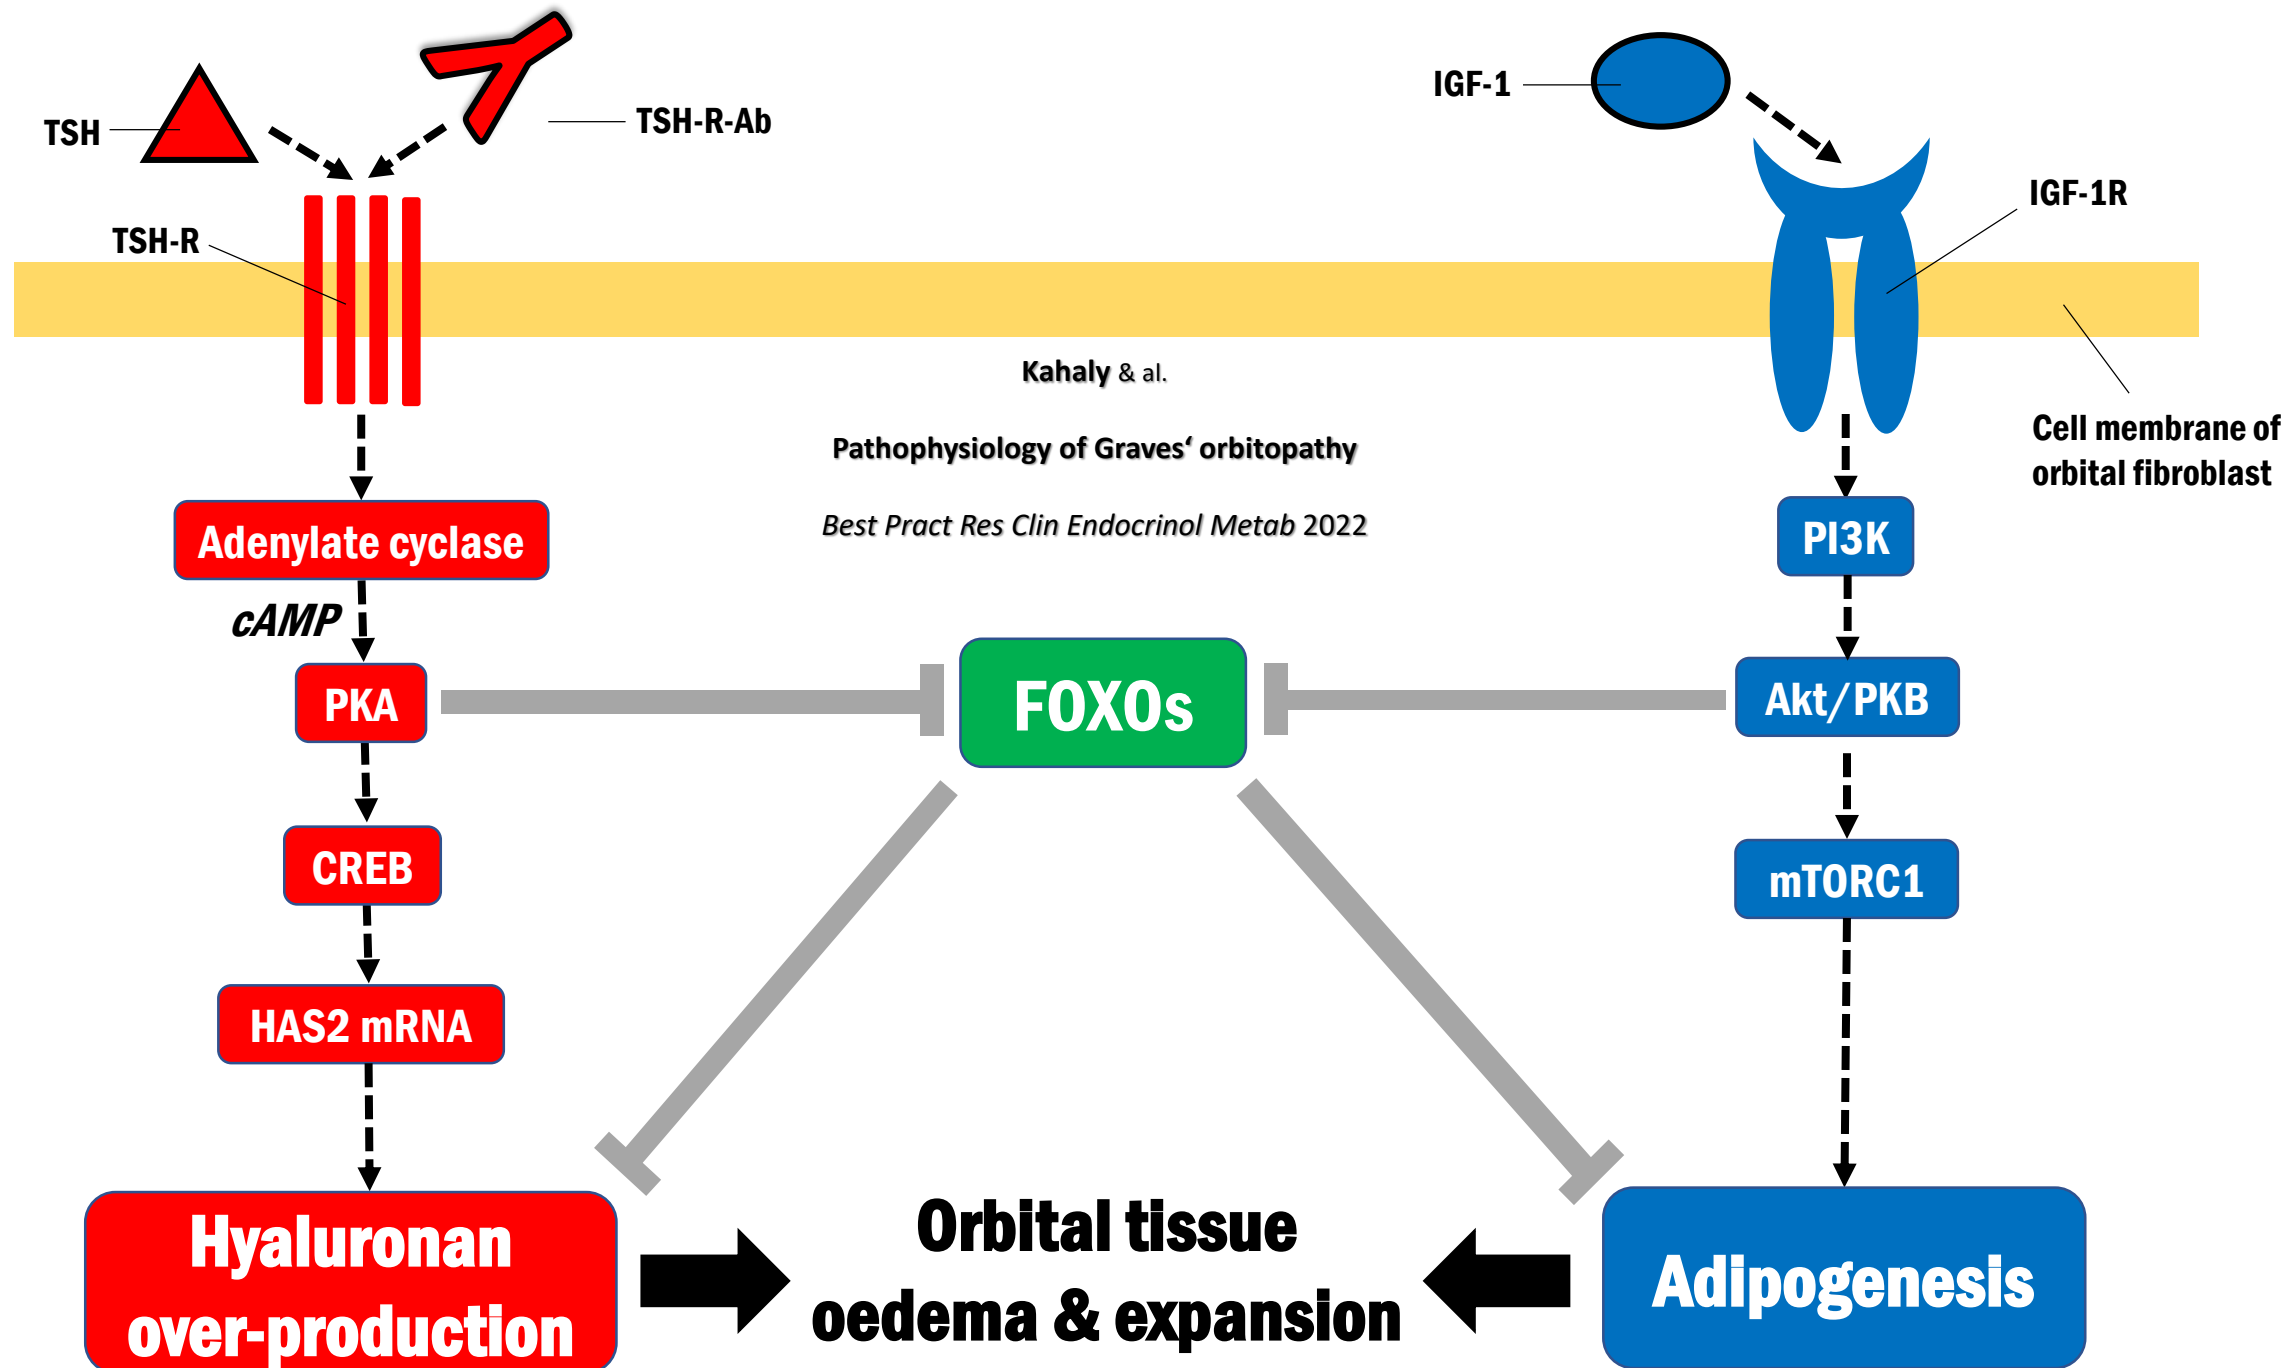 TSH
TSH-R-Ab
IGF-1
TSH-R
IGF-1R
Kahaly & al.
Pathophysiology of Graves‘ orbitopathy
Best Pract Res Clin Endocrinol Metab 2022
Cell membrane of
orbital fibroblast
Adenylate cyclase
cAMP
PKA
CREB
HAS2 mRNA
Hyaluronan
over-production
FOXOs
PI3K
Akt/PKB
mTORC1
Adipogenesis
Orbital tissue
oedema & expansion